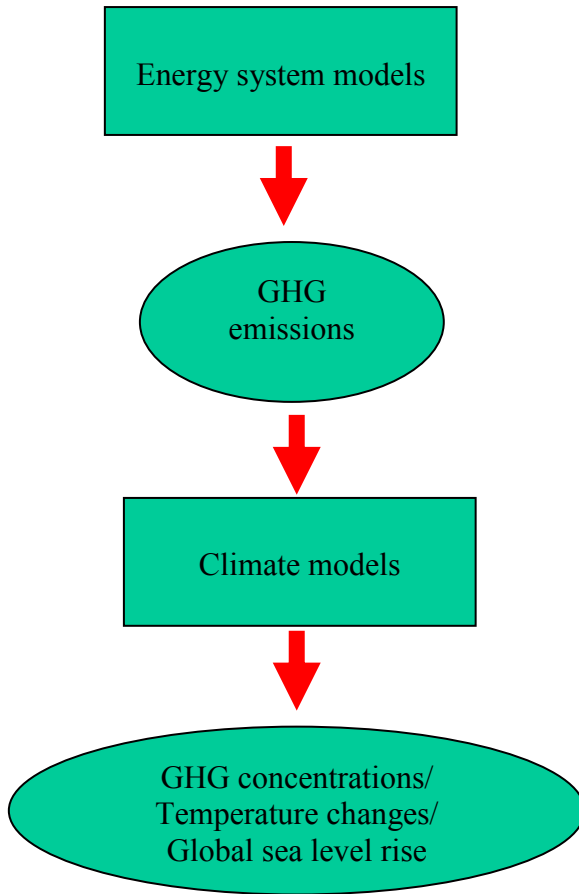 Energy system models
GHG
emissions
Climate models
GHG concentrations/
Temperature changes/
Global sea level rise